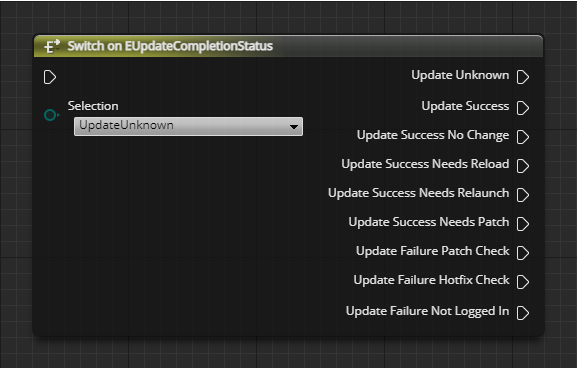 Switch on EUpdateCompletionStatus
Update Unknown
Selection
UpdateUnknown
Update Success
Update Success No Change
Update Success Needs Reload
Update Success Needs Relaunch
Update Success Needs Patch
Update Failure Patch Check
Update Failure Hotfix Check
Update Failure Not Logged In